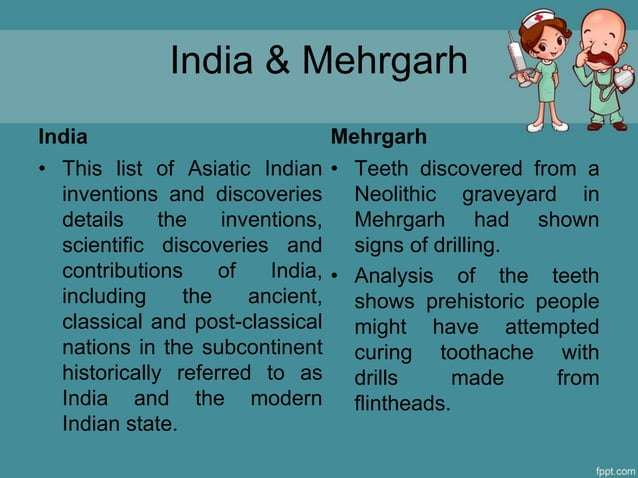 India & Mehrgarh
India
• This list of Asiatic Indian
inventions and discoveries
details the inventions,
scientific discoveries and
contributions of India,
including the ancient,
classical and post-classical
nations in the subcontinent
historically referred to as
India and the modern
Indian state.
Mehrgarh
• Teeth discovered from a
Neolithic graveyard in
Mehrgarh had shown
signs of drilling.
• Analysis of the teeth
shows prehistoric people
might have attempted
curing toothache with
drills made from
flintheads.
fppt.com